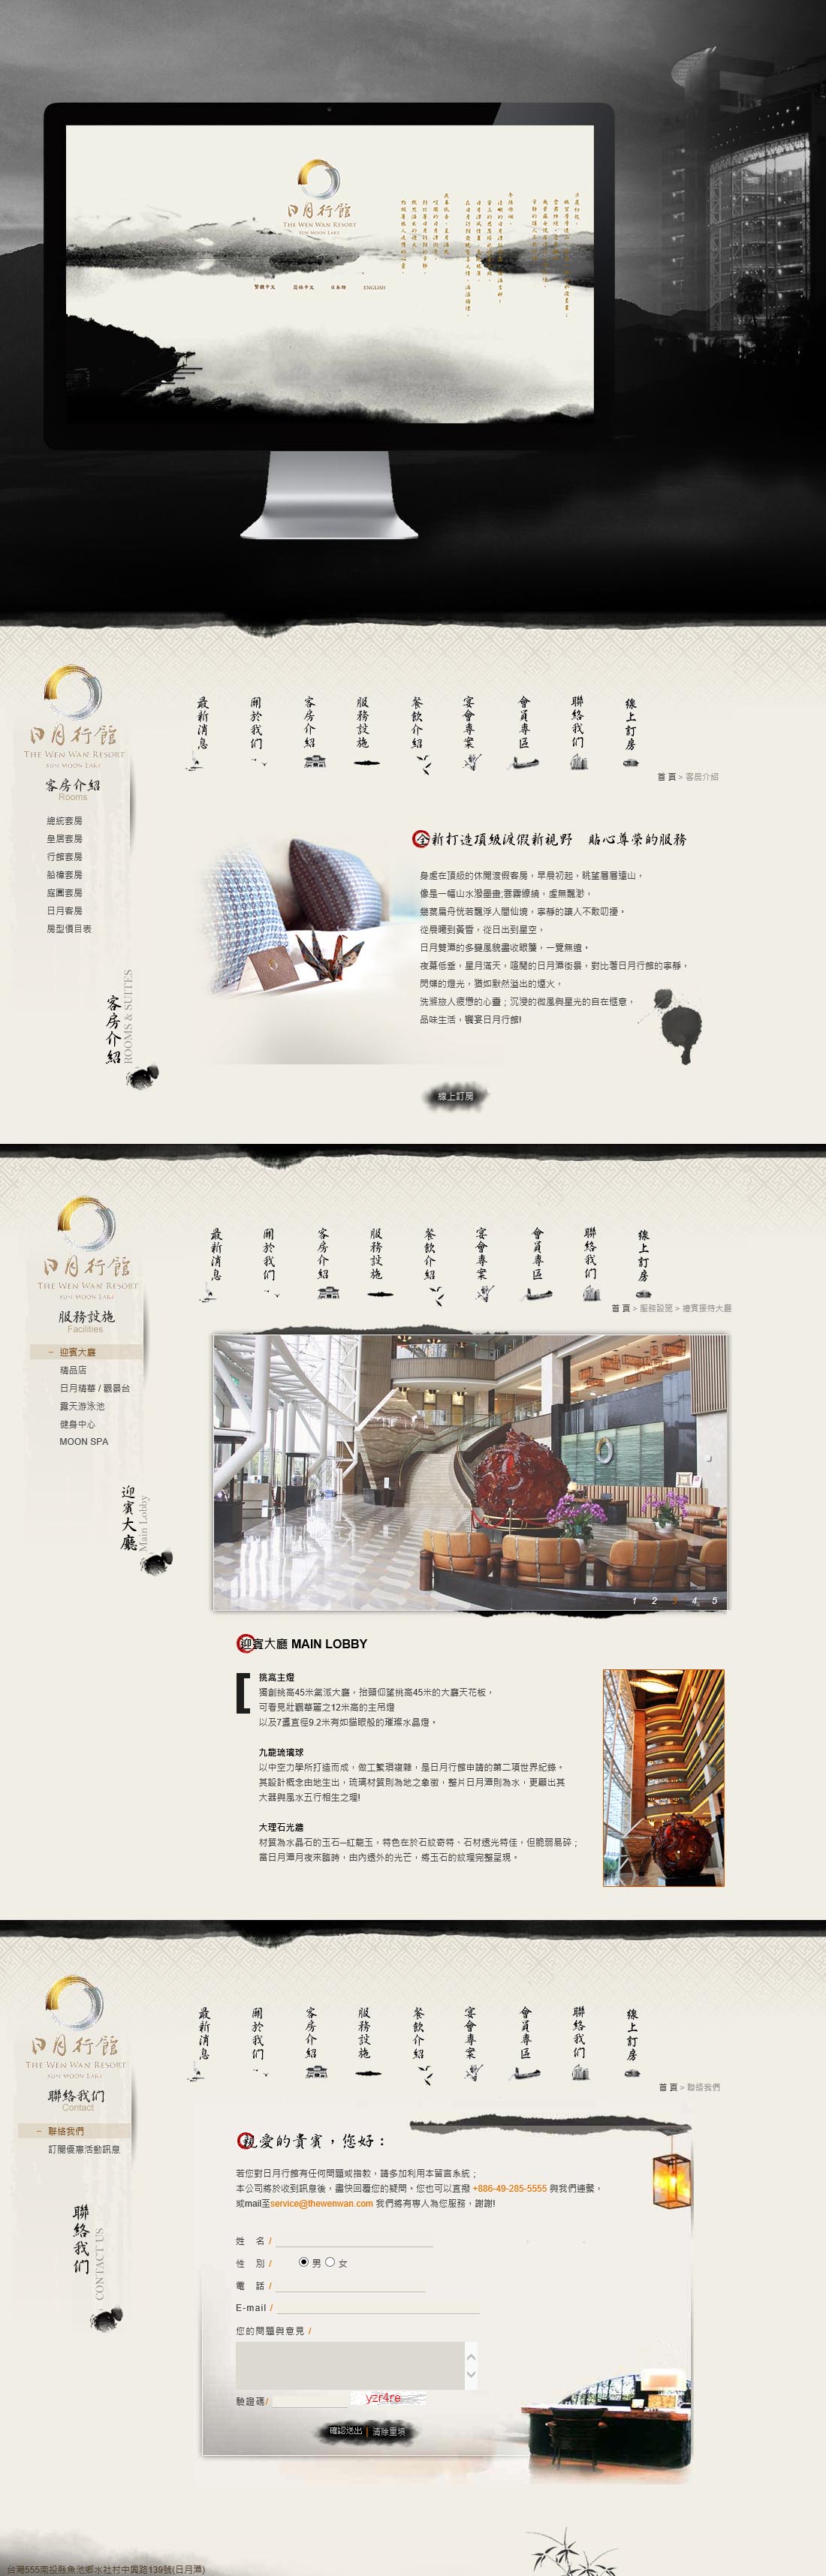 日月行館
THE WEN WAN RESORT
SUN MOON LAKE
繁體中文
簡体中文
日本語
ENGLISH
日月行館
THE WEN WAN RESORT
SUN MOON LAKE
最新消息
關於我们
客房介紹
服務設施
餐飲介紹
宴會專案
會員專區
聯絡我們
線上訂房
首 頁 > 客居介紹
客房介紹
Rooms
總統套房
皇居套房
行館套房
船檐套房
庭園套房
日月客房
房型價目表
客房介紹
ROOMS & SUITES
全新打造頂級渡假新視野 貼心尊榮的服務
身處在頂級的休閒渡假客房，早晨初起，眺望層層遠山，
像是一幅山水潑墨畫;雲霧繚繞，虛無飄渺，
幾葉扁舟恍若飄浮人間仙境，寧靜的讓人不敢叨擾。
從晨曦到黃昏，從日出到星空，
日月雙潭的多變風貌盡收眼簾，一覽無遺。
夜幕低垂，星月滿天，喧鬧的日月潭街景，對比著日月行館的寧靜，
閃爍的燈光，猶如默然溢出的煙火，
洗滌旅人疲憊的心靈；沉浸的微風與星光的自在愜意，
品味生活，饗宴日月行館!
線上訂房
日月行館
THE WEN WAN RESORT
SUN MOON LAKE
最新消息
關於我们
客房介紹
服務設施
餐飲介紹
宴會專案
會員專區
聯絡我們
線上訂房
首 頁 > 服務設施 > 禮賓接待大廳
服務設施
Facilities
－ 迎賓大廳
精品店
日月精華 / 觀景台
露天游泳池
健身中心
MOON SPA
迎賓大廳
Main Lobby
1 2 3 4 5
迎賓大廳 MAIN LOBBY
挑高主燈
獨創挑高45米氣派大廳，抬頭仰望挑高45米的大廳天花板，
可看見壯觀華麗之12米高的主吊燈
以及7盞直徑9.2米有如貓眼般的璀璨水晶燈。
九龍琉璃球
以中空力學所打造而成，做工繁瑣複雜，是日月行館申請的第二項世界紀錄。
其設計概念由地生出，琉璃材質則為地之象徵，整片日月潭則為水，更顯出其
大器與風水五行相生之理!
大理石光牆
材質為水晶石的玉石─紅龍玉，特色在於石紋奇特、石材透光特佳，但脆弱易碎；
當日月潭月夜來臨時，由內透外的光芒，將玉石的紋理完整呈現。
日月行館
THE WEN WAN RESORT
SUN MOON LAKE
最新消息
關於我们
客房介紹
服務設施
餐飲介紹
宴會專案
會員專區
聯絡我們
線上訂房
首 頁 > 聯絡我們
聯絡我们
Contact
－ 聯絡我們
訂閱優惠活動訊息
聯絡我们
CONTACT US
親愛的貴賓，您好：
若您對日月行館有任何問題或指教，請多加利用本留言系統；
本公司將於收到訊息後，盡快回覆您的疑問。您也可以直撥 +886-49-285-5555 與我們連繫，
或mail至service@thewenwan.com 我們將有專人為您服務，謝謝!
姓 名 /
性 別 / 男 女
電 話 /
E-mail /
您的問題與意見 /
驗證碼/ yzr4re
確認送出 | 清除重填
台灣555南投縣魚池鄉水社村中興路139號(日月潭)